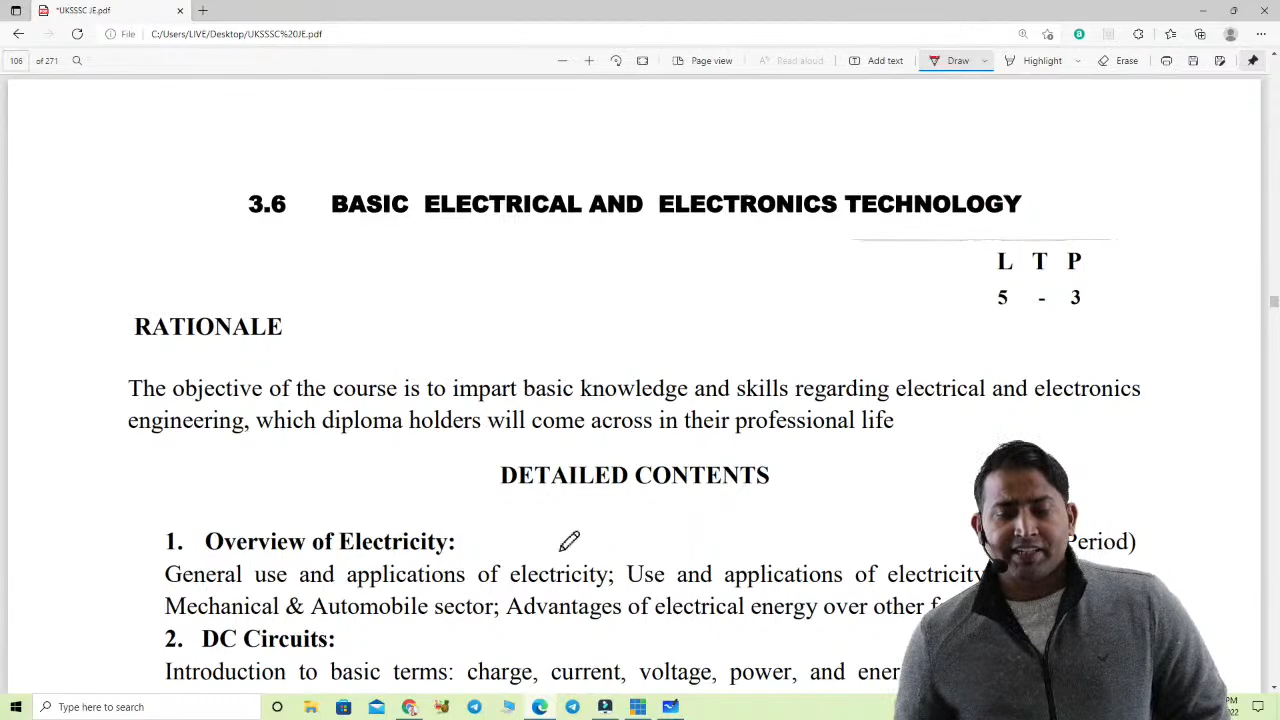 *UKSSSC JE.pdf
File C:/Users/LIVE/Desktop/UKSSSC%20JE.pdf
106 of 271 Page view Read aloud Add text Draw Highlight Erase
3.6 BASIC ELECTRICAL AND ELECTRONICS TECHNOLOGY
L T P
5 - 3
RATIONALE
The objective of the course is to impart basic knowledge and skills regarding electrical and electronics
engineering, which diploma holders will come across in their professional life
DETAILED CONTENTS
1. Overview of Electricity: Period)
General use and applications of electricity; Use and applications of electricity
Mechanical & Automobile sector; Advantages of electrical energy over other
2. DC Circuits:
Introduction to basic terms: charge, current, voltage, power, and
Type here to search